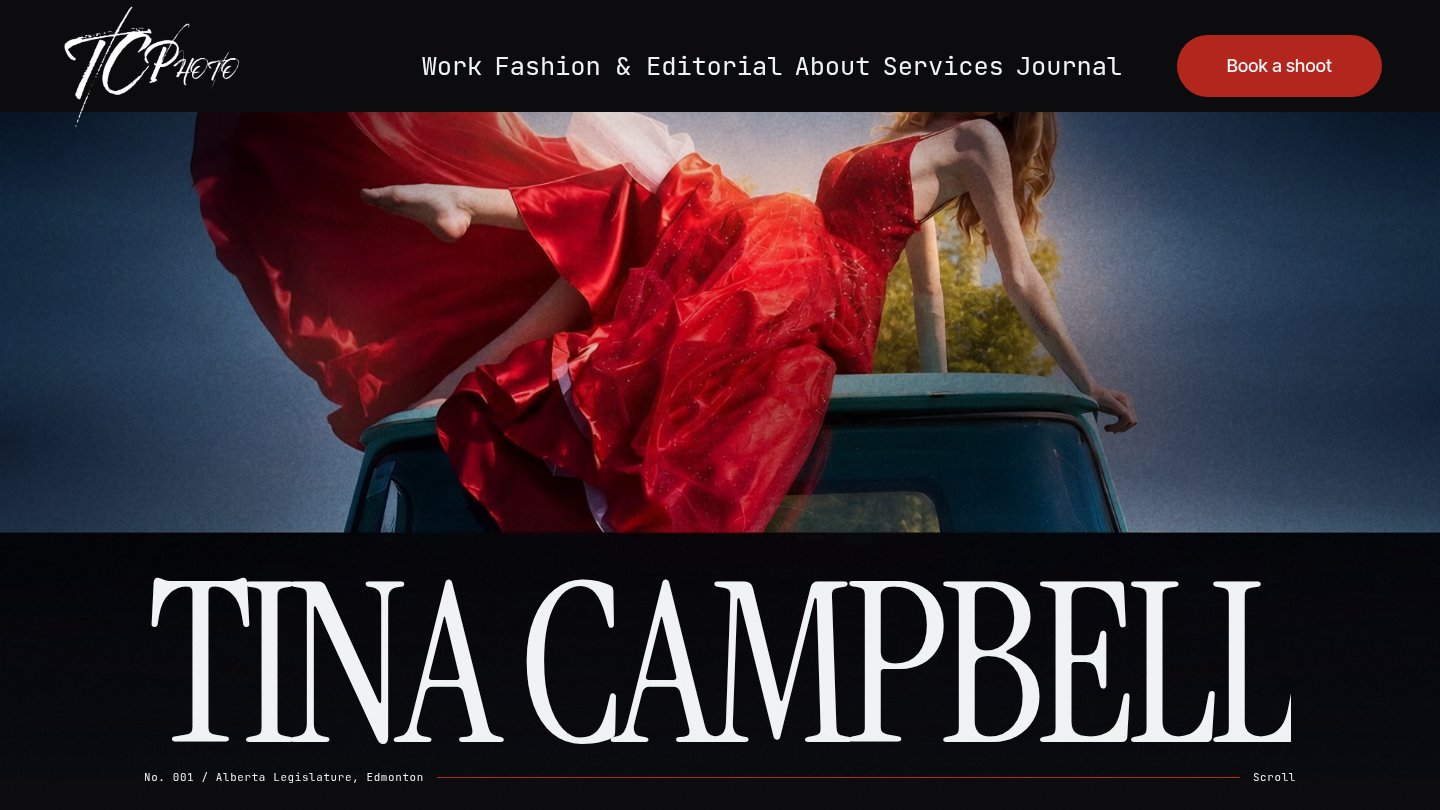 TCPHOTO
Work Fashion & Editorial About Services Journal
Book a shoot
TINA CAMPBELL
No. 001 / Alberta Legislature, Edmonton
Scroll